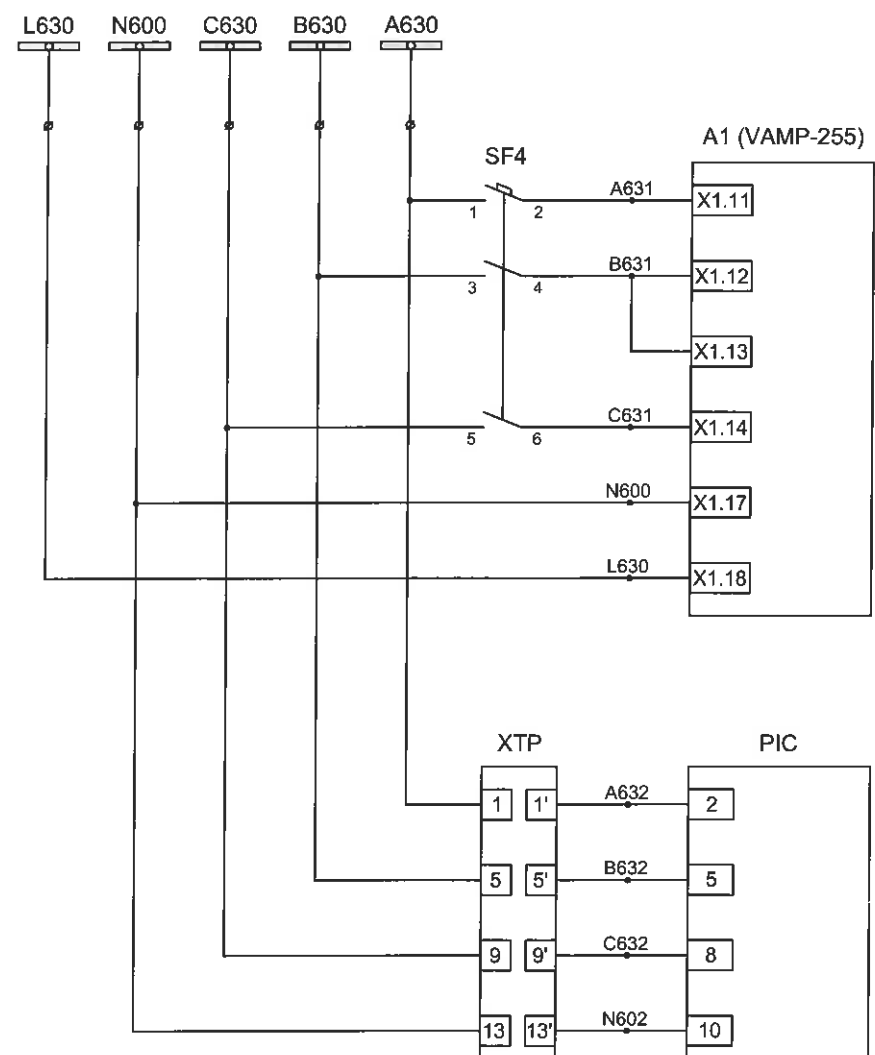 L630 N600 C630 B630 A630
A1 (VAMP-255)
SF4
1 2 A631 X1.11
3 4 B631 X1.12
X1.13
5 6 C631 X1.14
N600 X1.17
L630 X1.18
XTP PIC
1 1' A632 2
5 5' B632 5
9 9' C632 8
13 13' N602 10